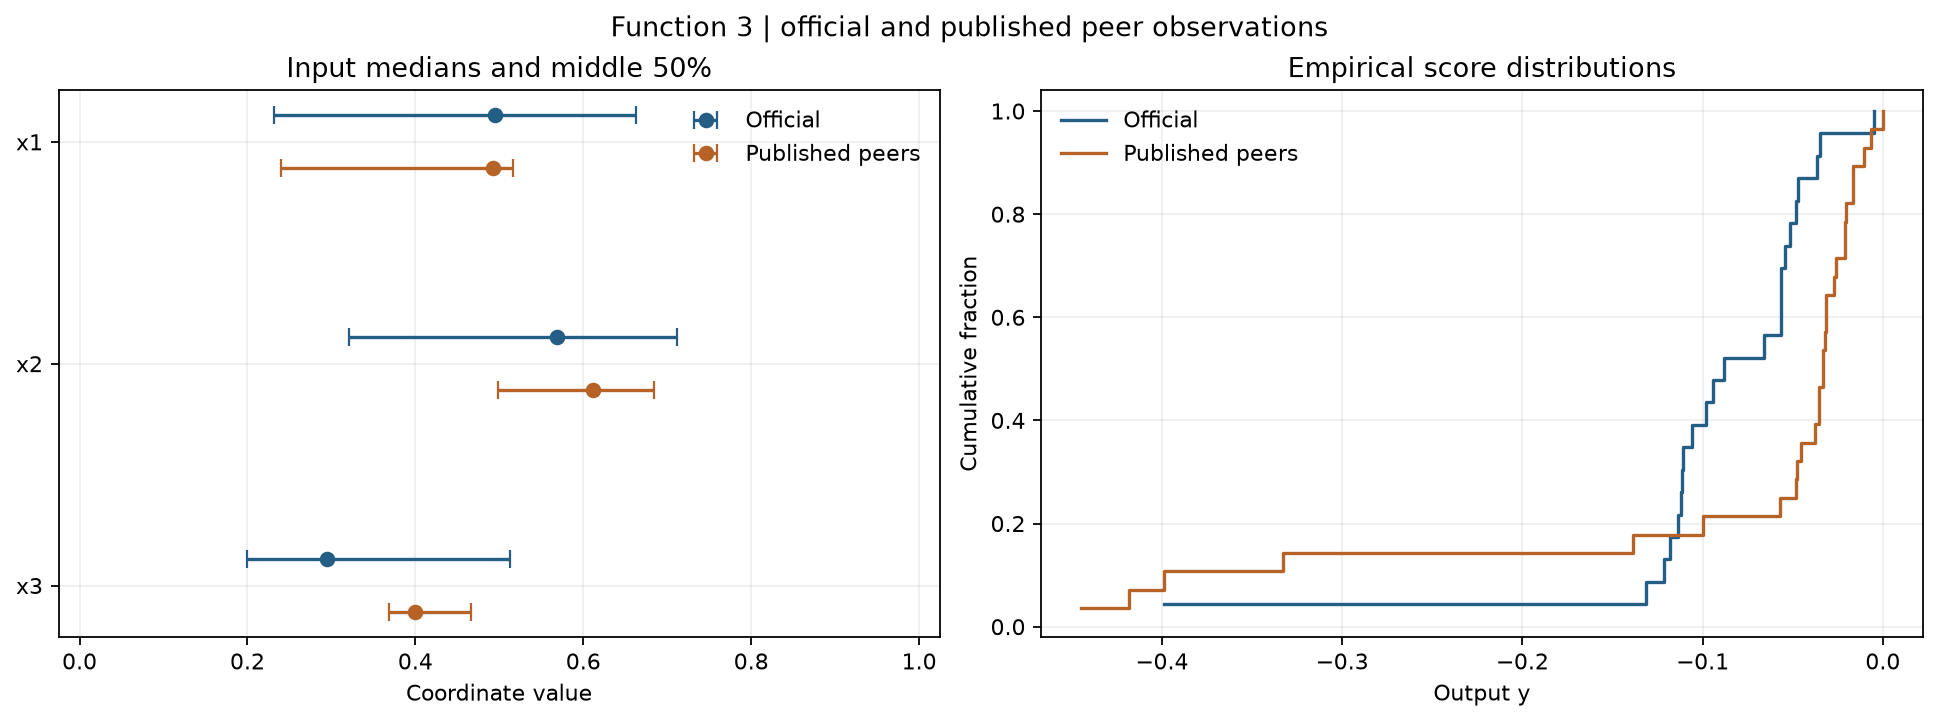 Function 3 | official and published peer observations
Input medians and middle 50%
Official
Published peers
x1
x2
x3
0.0 0.2 0.4 0.6 0.8 1.0
Coordinate value
Empirical score distributions
Official
Published peers
Cumulative fraction
1.0
0.8
0.6
0.4
0.2
0.0
−0.4 −0.3 −0.2 −0.1 0.0
Output y